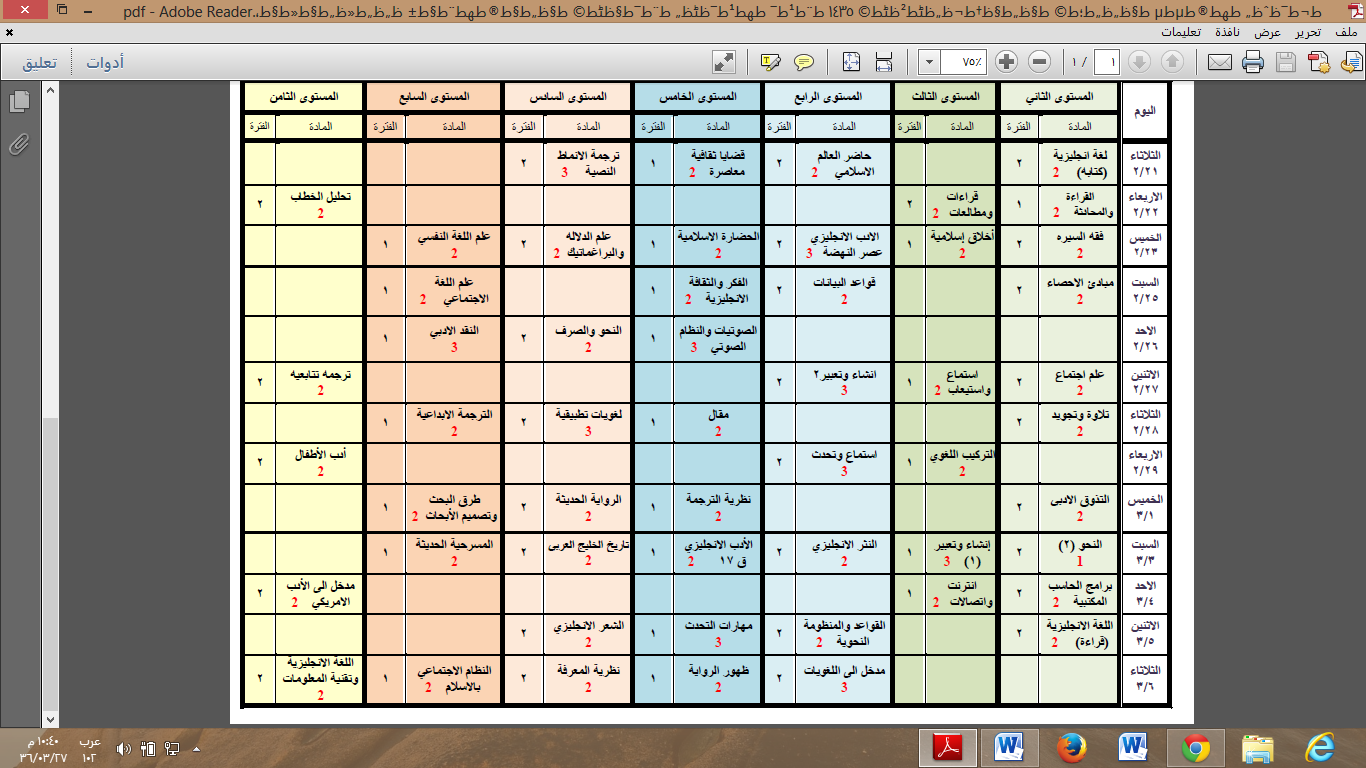 ملف تحرير عرض نافذة تعليمات
١ / ١ ٧٥٪ أدوات تعليق
اليوم المستوى الثاني المستوى الثالث المستوى الرابع المستوى الخامس المستوى السادس المستوى السابع المستوى الثامن
المادة الفترة المادة الفترة المادة الفترة المادة الفترة المادة الفترة المادة الفترة المادة الفترة
الثلاثاء لغة انجليزية ٢ حاضر العالم ٢ قضايا ثقافية ١ ترجمة الانماط ٢
٢/٢١ (كتابة) 2 الاسلامي 2 معاصرة 2 النصية 3
الاربعاء القراءة ١ قراءات ٢ تحليل الخطاب ٢
٢/٢٢ والمحادثة 2 ومطالعات 2 2
الخميس فقه السيره ٢ أخلاق إسلامية ١ الادب الانجليزي ٢ الحضارة الاسلامية ١ علم الدلاله ٢ علم اللغة النفسي ١
٢/٢٣ 2 2 عصر النهضة 3 2 والبراغماتيك 2 2
السبت مبادئ الاحصاء ٢ قواعد البيانات ٢ الفكر والثقافة ١ علم اللغة ١
٢/٢٥ 2 2 الانجليزية 2 الاجتماعي 2
الاحد الصوتيات والنظام ١ النحو والصرف ٢ النقد الادبي ١
٢/٢٦ الصوتي 3 2 3
الاثنين علم اجتماع ٢ استماع ١ انشاء وتعبير٢ ٢ ترجمه تتابعيه ٢
٢/٢٧ 2 واستيعاب 2 3 2
الثلاثاء تلاوة وتجويد ٢ مقال ١ لغويات تطبيقية ٢ الترجمة الابداعية ١
٢/٢٨ 2 2 3 2
الاربعاء التركيب اللغوي ١ استماع وتحدث ٢ أدب الأطفال ٢
٢/٢٩ 2 3 2
الخميس التذوق الادبى ٢ نظرية الترجمة ١ الرواية الحديثة ٢ طرق البحث ١
٣/١ 2 2 2 وتصميم الأبحاث 2
السبت النحو (٢) ٢ إنشاء وتعبير ١ النثر الانجليزي ٢ الأدب الانجليزي ١ تاريخ الخليج العربي ٢ المسرحية الحديثة ١
٣/٣ 1 (١) 3 2 ق ١٧ 2 2 2
الاحد برامج الحاسب ٢ انترنت ١ مدخل الى الأدب ٢
٣/٤ المكتبية 2 واتصالات 2 الامريكي 2
الاثنين اللغة الانجليزية ٢ القواعد والمنظومة ٢ مهارات التحدث ١ الشعر الانجليزي ٢
٣/٥ (قراءة) 2 النحوية 2 3 2
الثلاثاء مدخل الى اللغويات ٢ ظهور الرواية ١ نظرية المعرفة ٢ النظام الاجتماعي ١ اللغة الانجليزية ٢
٣/٦ 3 2 2 بالاسلام 2 وتقنية المعلومات
2
عرب ١٠:٤٠ م
١٠٢ ٣٦/٠٣/٢٧